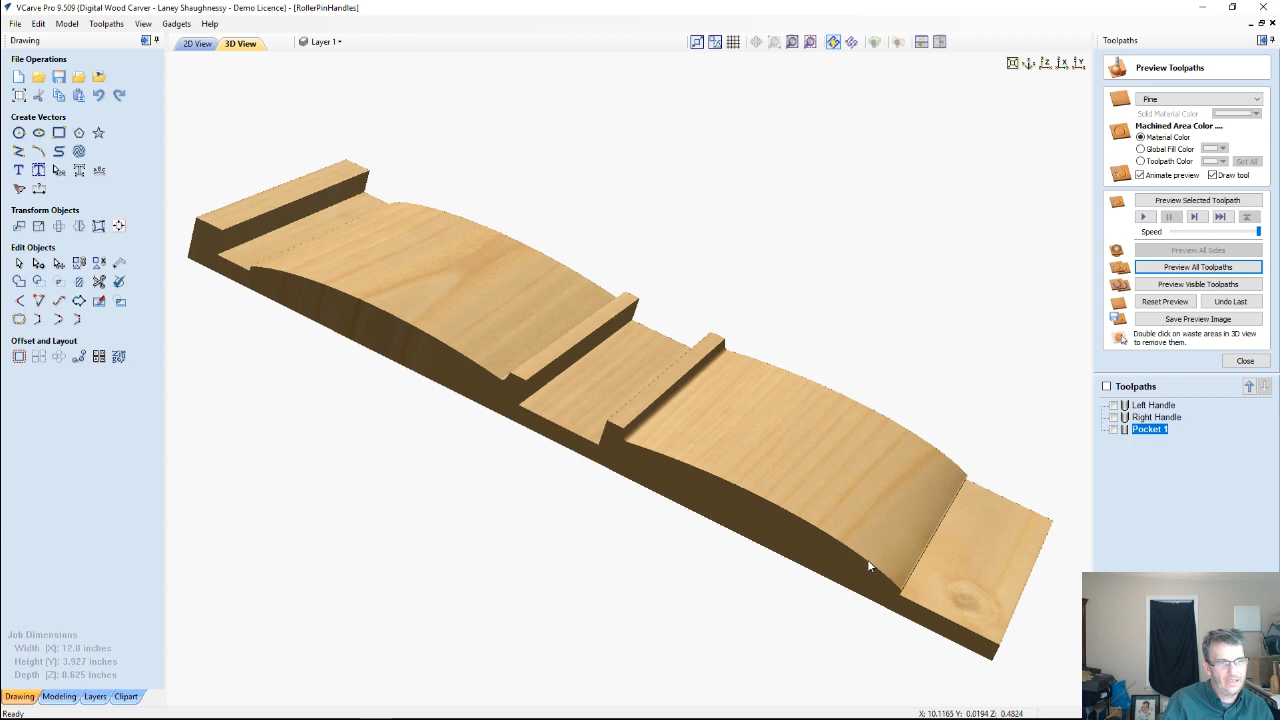 VCarve Pro 9.509 {Digital Wood Carver - Laney Shaughnessy - Demo Licence} - [RollerPinHandles]
File Edit Model Toolpaths View Gadgets Help
Drawing
2D View 3D View Layer 1
Toolpaths
File Operations
Create Vectors
Transform Objects
Edit Objects
Offset and Layout
Job Dimensions
Width [X]: 12.0 inches
Height [Y]: 3.927 inches
Depth [Z]: 0.625 inches
Drawing Modeling Layers Clipart
Ready
Preview Toolpaths
Pine
Solid Material Color
Machined Area Color ....
Material Color
Global Fill Color
Toolpath Color Set All
Animate preview Draw tool
Preview Selected Toolpath
Speed
Preview All Sides
Preview All Toolpaths
Preview Visible Toolpaths
Reset Preview Undo Last
Save Preview Image
Double click on waste areas in 3D view
to remove them.
Close
Toolpaths
Left Handle
Right Handle
Pocket 1
X: 10.1165 Y: 0.0194 Z: 0.4824